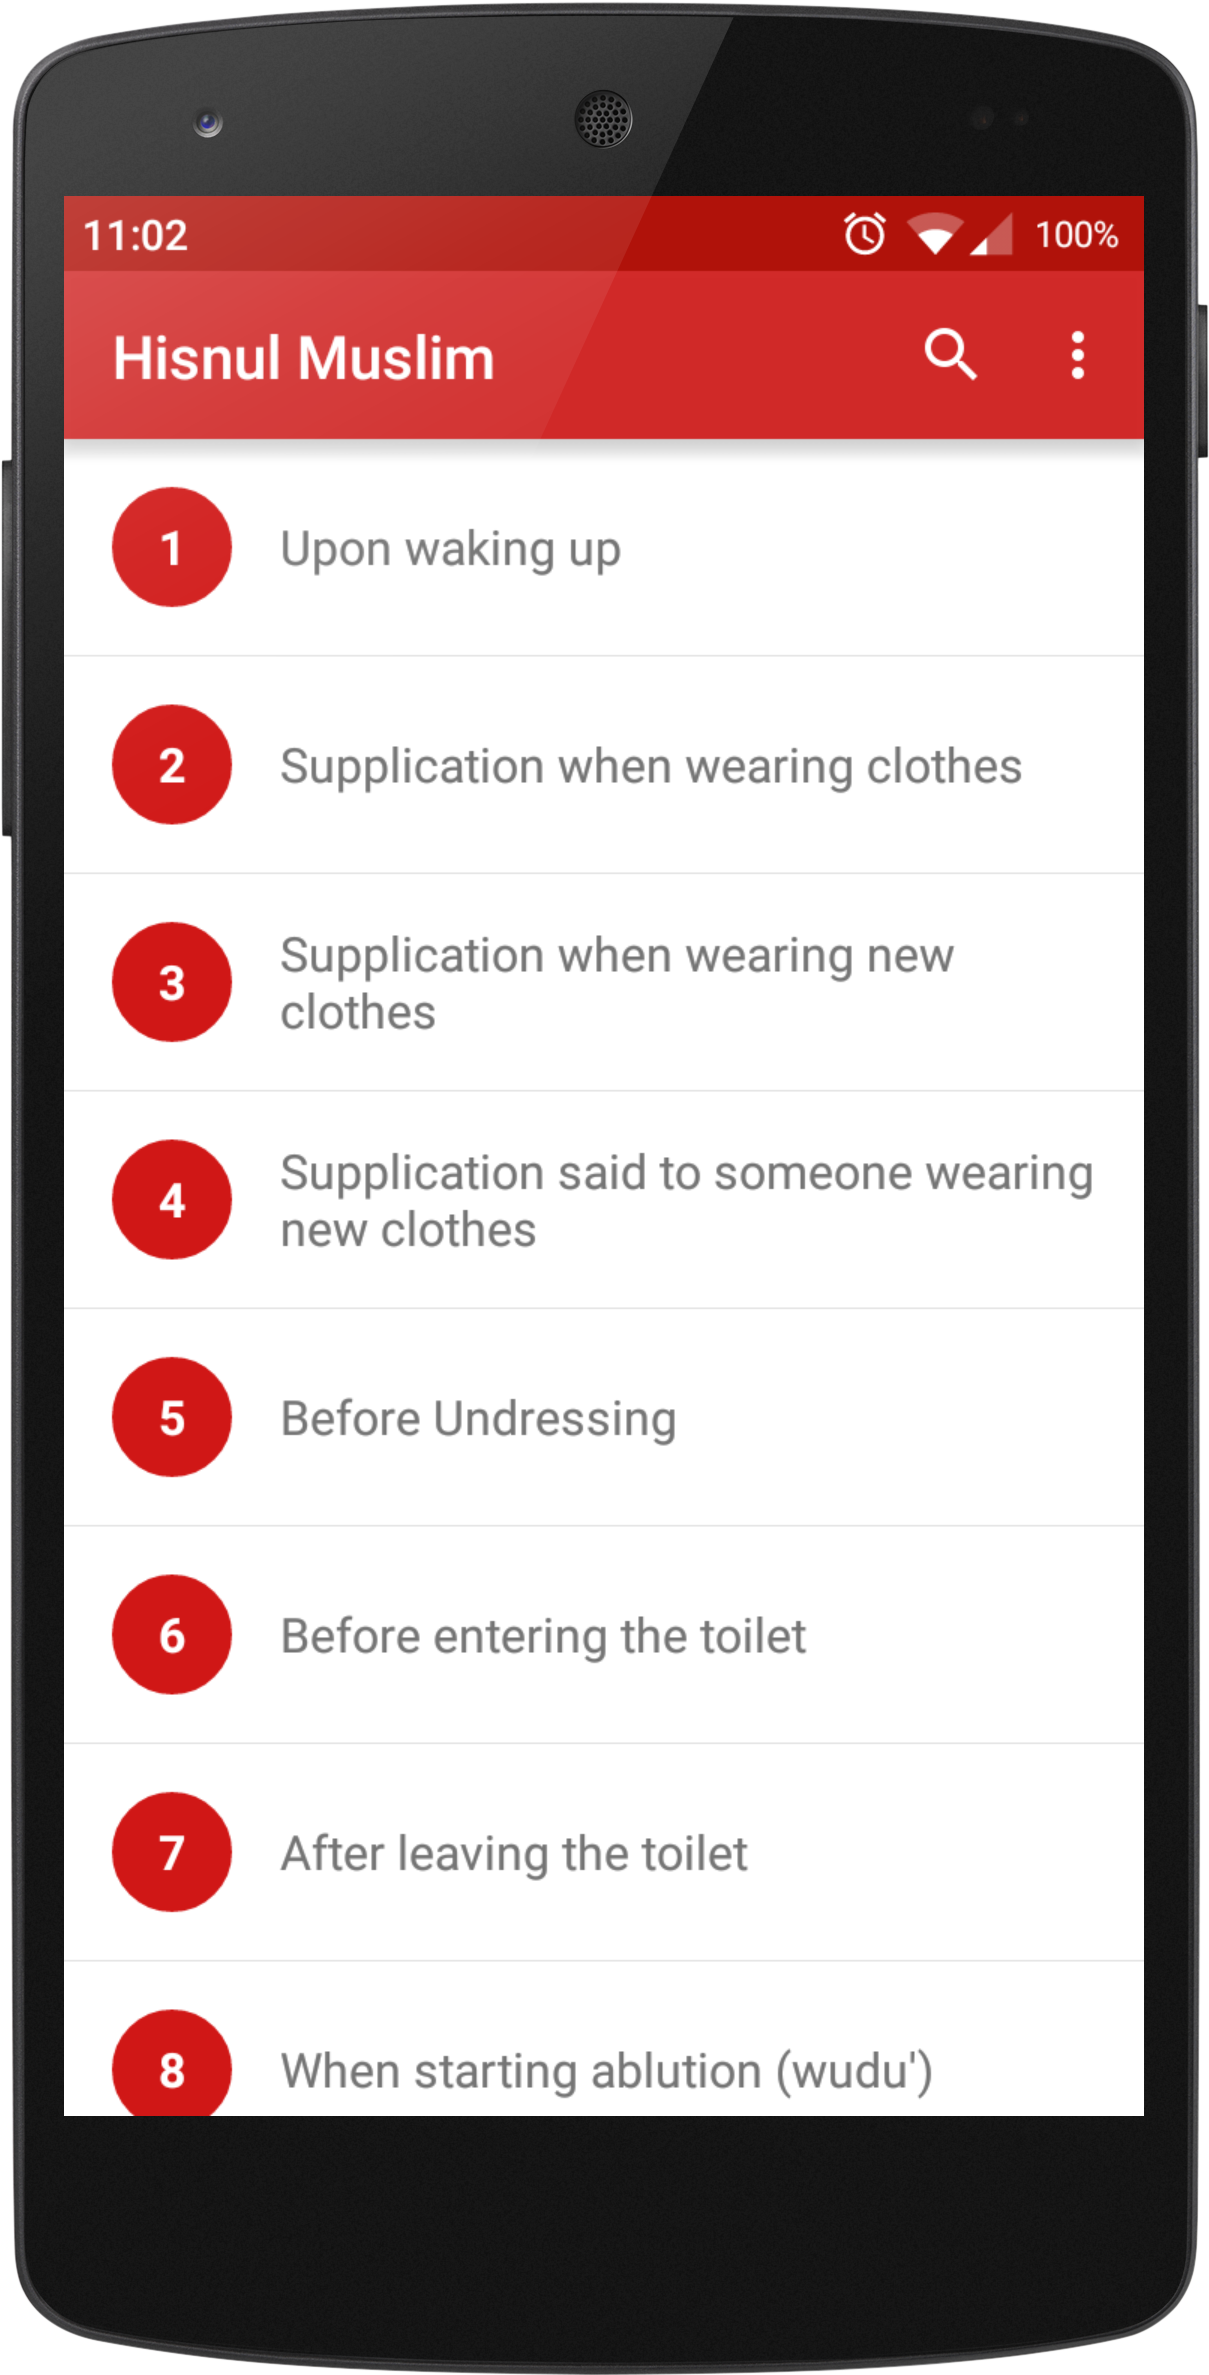 11:02 100%
Hisnul Muslim
1 Upon waking up
2 Supplication when wearing clothes
3 Supplication when wearing new
clothes
4 Supplication said to someone wearing
new clothes
5 Before Undressing
6 Before entering the toilet
7 After leaving the toilet
8 When starting ablution (wudu')